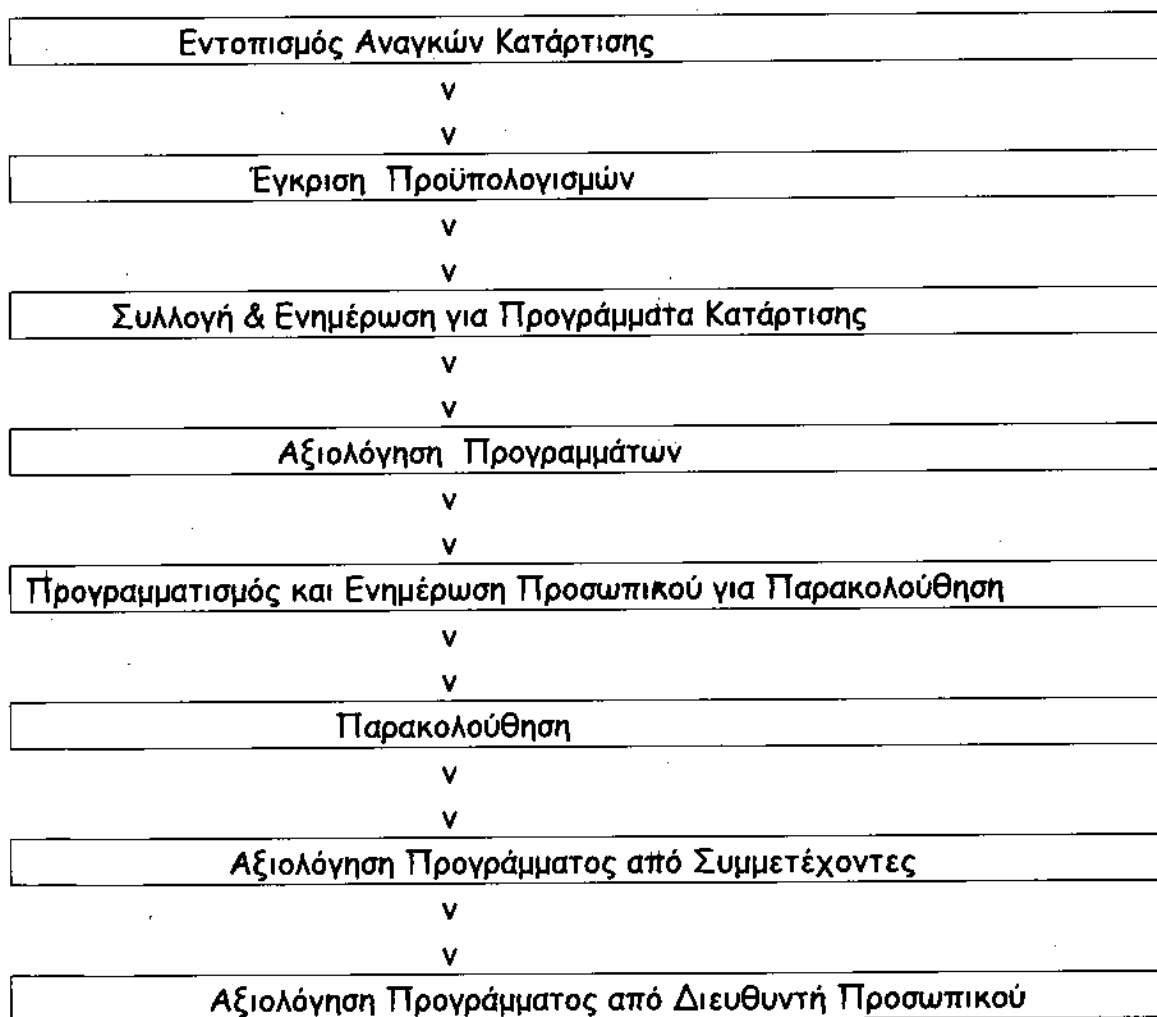 Εντοπισμός Αναγκών Κατάρτισης
v
v
Έγκριση Προϋπολογισμών
v
v
Συλλογή & Ενημέρωση για Προγράμματα Κατάρτισης
v
v
Αξιολόγηση Προγραμμάτων
v
v
Προγραμματισμός και Ενημέρωση Προσωπικού για Παρακολούθηση
v
v
Παρακολούθηση
v
v
Αξιολόγηση Προγράμματος από Συμμετέχοντες
v
v
Αξιολόγηση Προγράμματος από Διευθυντή Προσωπικού